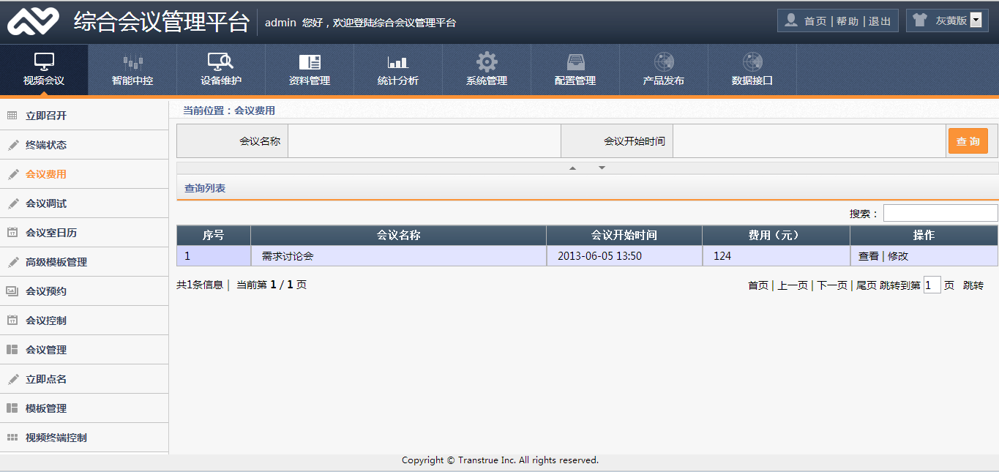 综合会议管理平台
admin 您好，欢迎登陆综合会议管理平台
首页 | 帮助 | 退出
灰黄版
视频会议
智能中控
设备维护
资料管理
统计分析
系统管理
配置管理
产品发布
数据接口
立即召开
终端状态
会议费用
会议调试
会议室日历
高级模板管理
会议预约
会议控制
会议管理
立即点名
模板管理
视频终端控制
当前位置：会议费用
会议名称
会议开始时间
查 询
查询列表
搜索：
序号 会议名称 会议开始时间 费用（元） 操作
1 需求讨论会 2013-06-05 13:50 124 查看 | 修改
共1条信息 | 当前第 1 / 1 页
首页 | 上一页 | 下一页 | 尾页 跳转到第 1 页 跳转
Copyright © Transtrue Inc. All rights reserved.